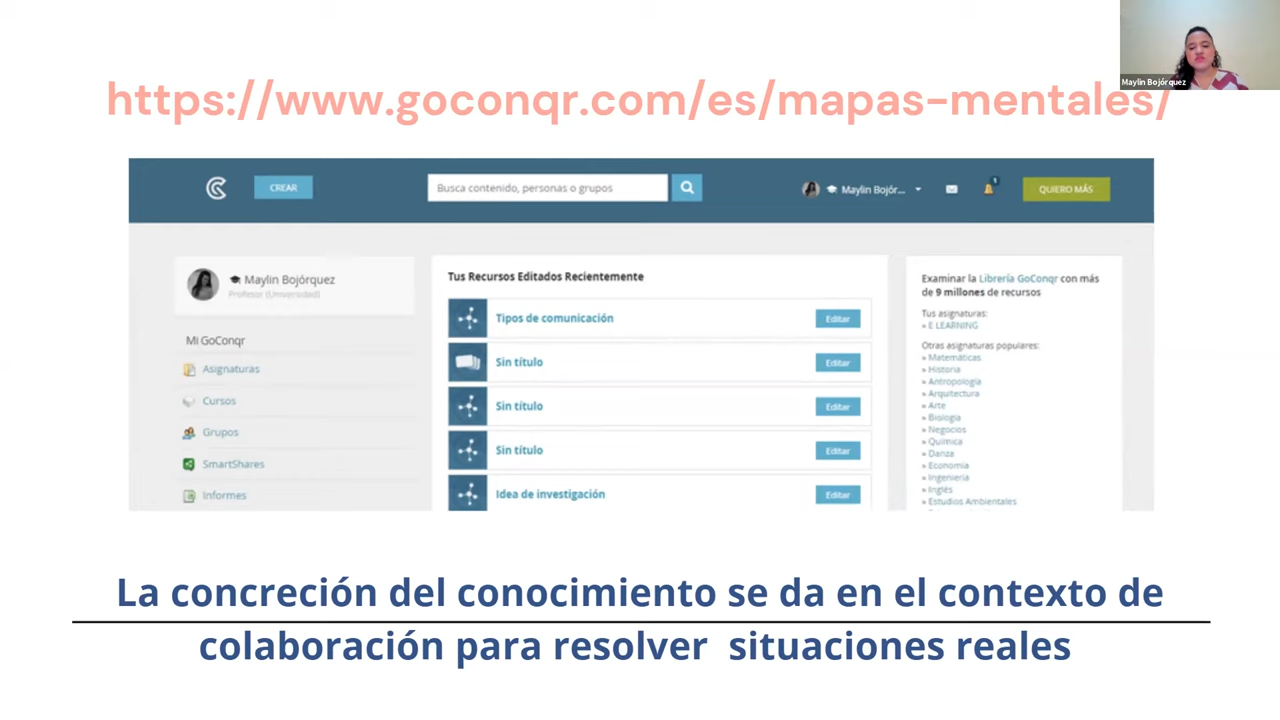 https://www.goconqr.com/es/mapas-mentales/
Maylin Bojórquez
CREAR
Busca contenido, personas o grupos
Maylin Bojór...
1
QUIERO MÁS
Maylin Bojórquez
Profesor (Universidad)
Mi GoConqr
Asignaturas
Cursos
Grupos
SmartShares
Informes
Tus Recursos Editados Recientemente
Tipos de comunicación
Editar
Sin título
Editar
Sin título
Editar
Sin título
Editar
Idea de investigación
Editar
Examinar la Librería GoConqr con más
de 9 millones de recursos
Tus asignaturas:
» E LEARNING
Otras asignaturas populares:
» Matemáticas
» Historia
» Antropología
» Arquitectura
» Arte
» Biología
» Negocios
» Química
» Danza
» Economía
» Ingeniería
» Inglés
» Estudios Ambientales
La concreción del conocimiento se da en el contexto de
colaboración para resolver situaciones reales